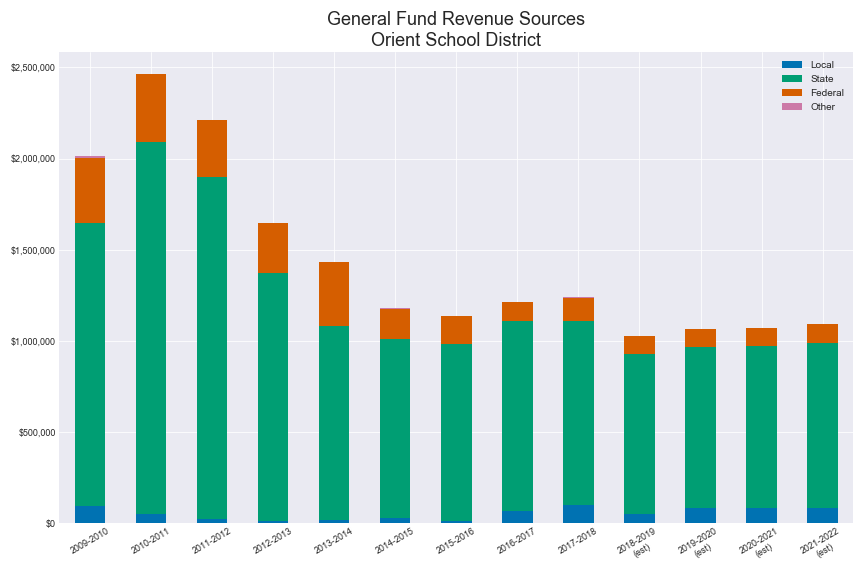 General Fund Revenue Sources
Orient School District
Local
State
Federal
Other
$2,500,000
$2,000,000
$1,500,000
$1,000,000
$500,000
$0
2009-2010
2010-2011
2011-2012
2012-2013
2013-2014
2014-2015
2015-2016
2016-2017
2017-2018
2018-2019
(est)
2019-2020
(est)
2020-2021
(est)
2021-2022
(est)